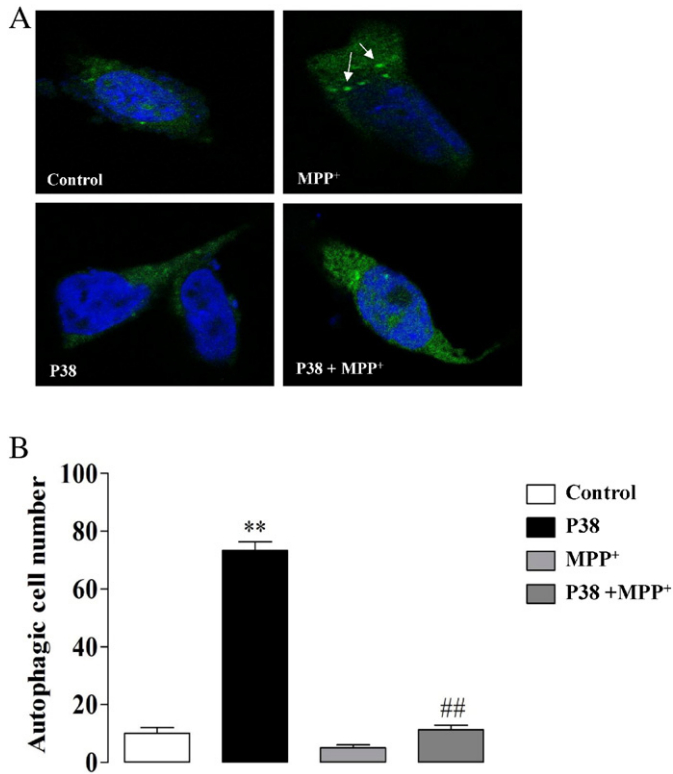 A
Control
MPP⁺
P38
P38 + MPP⁺
B
Autophagic cell number
100
80
60
40
20
0
**
##
Control
P38
MPP⁺
P38 +MPP⁺